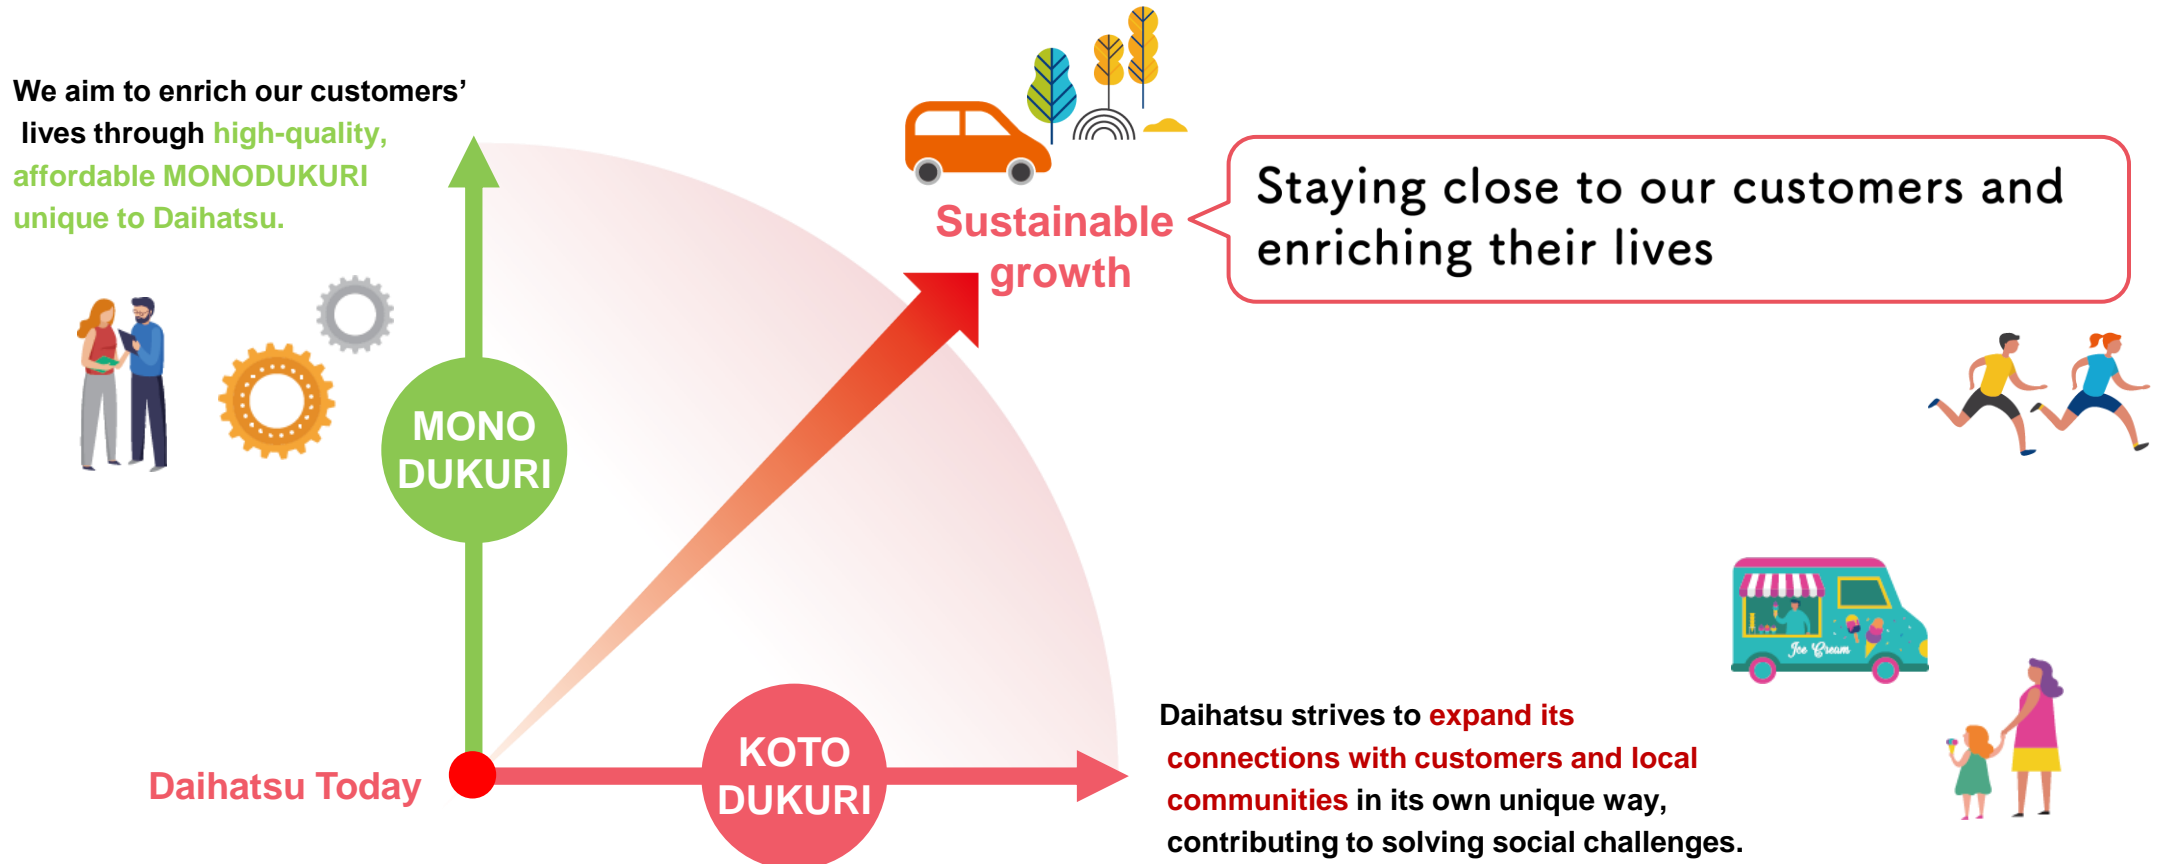 We aim to enrich our customers’
lives through high-quality,
affordable MONODUKURI
unique to Daihatsu.
Sustainable
growth
Staying close to our customers and
enriching their lives
MONO
DUKURI
Ice Cream
Daihatsu Today
KOTO
DUKURI
Daihatsu strives to expand its
connections with customers and local
communities in its own unique way,
contributing to solving social challenges.